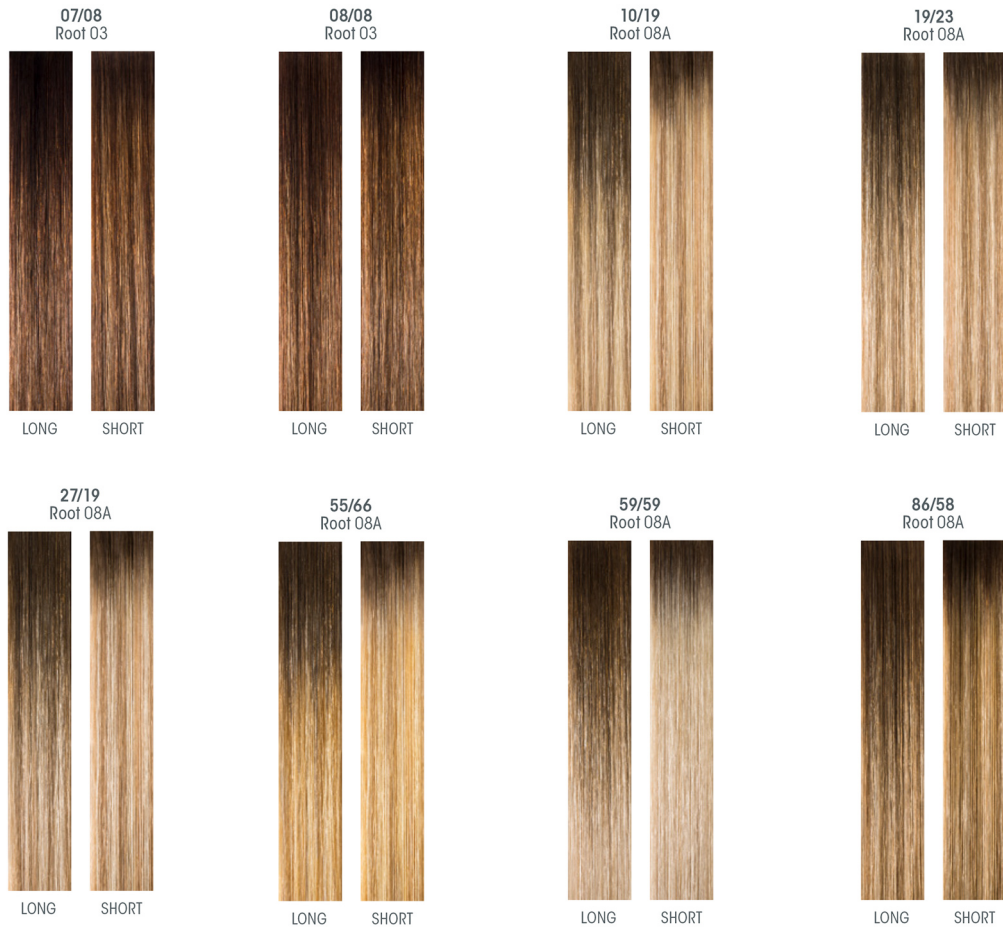 07/08
Root 03
08/08
Root 03
10/19
Root 08A
19/23
Root 08A
LONG
SHORT
LONG
SHORT
LONG
SHORT
LONG
SHORT
27/19
Root 08A
55/66
Root 08A
59/59
Root 08A
86/58
Root 08A
LONG
SHORT
LONG
SHORT
LONG
SHORT
LONG
SHORT